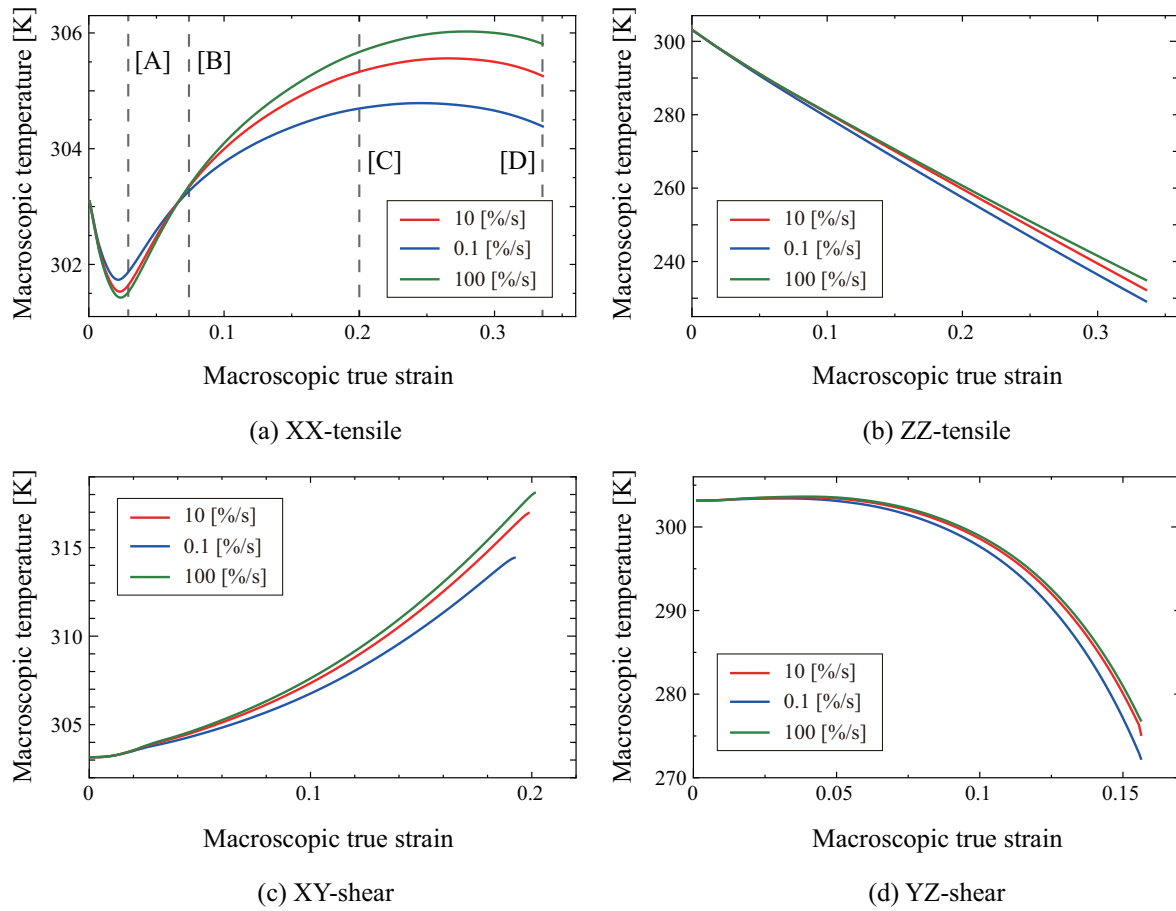 Macroscopic temperature [K]
306
304
302
[A]
[B]
[C]
[D]
10 [%/s]
0.1 [%/s]
100 [%/s]
0
0.1
0.2
0.3
Macroscopic true strain
(a) XX-tensile
Macroscopic temperature [K]
300
290
280
270
260
250
240
10 [%/s]
0.1 [%/s]
100 [%/s]
0
0.1
0.2
0.3
Macroscopic true strain
(b) ZZ-tensile
Macroscopic temperature [K]
315
310
305
10 [%/s]
0.1 [%/s]
100 [%/s]
0
0.1
0.2
Macroscopic true strain
(c) XY-shear
Macroscopic temperature [K]
300
290
280
270
10 [%/s]
0.1 [%/s]
100 [%/s]
0
0.05
0.1
0.15
Macroscopic true strain
(d) YZ-shear